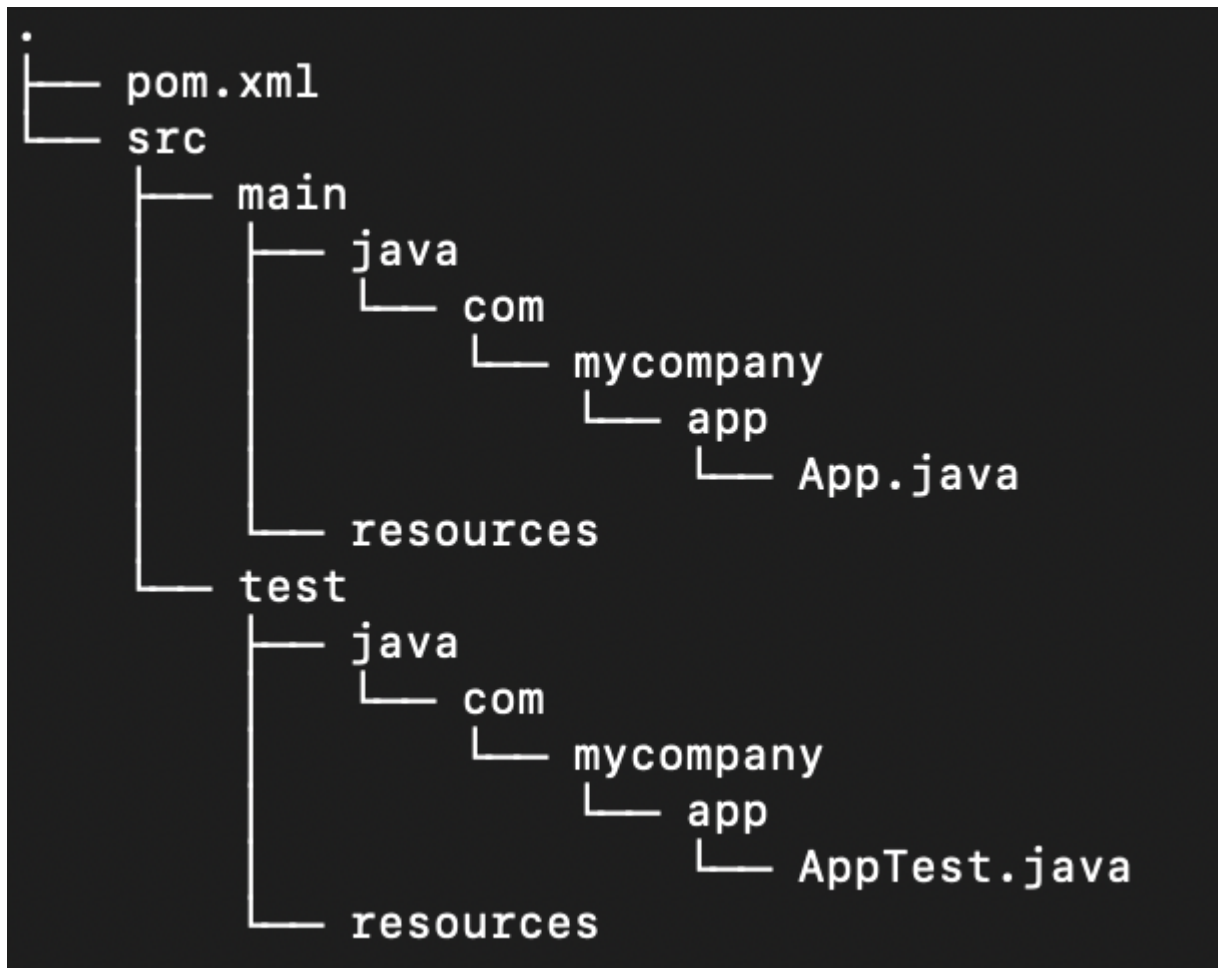 .
├── pom.xml
└── src
    ├── main
    │   ├── java
    │   │   └── com
    │   │       └── mycompany
    │   │           └── app
    │   │               └── App.java
    │   └── resources
    └── test
        ├── java
        │   └── com
        │       └── mycompany
        │           └── app
        │               └── AppTest.java
        └── resources